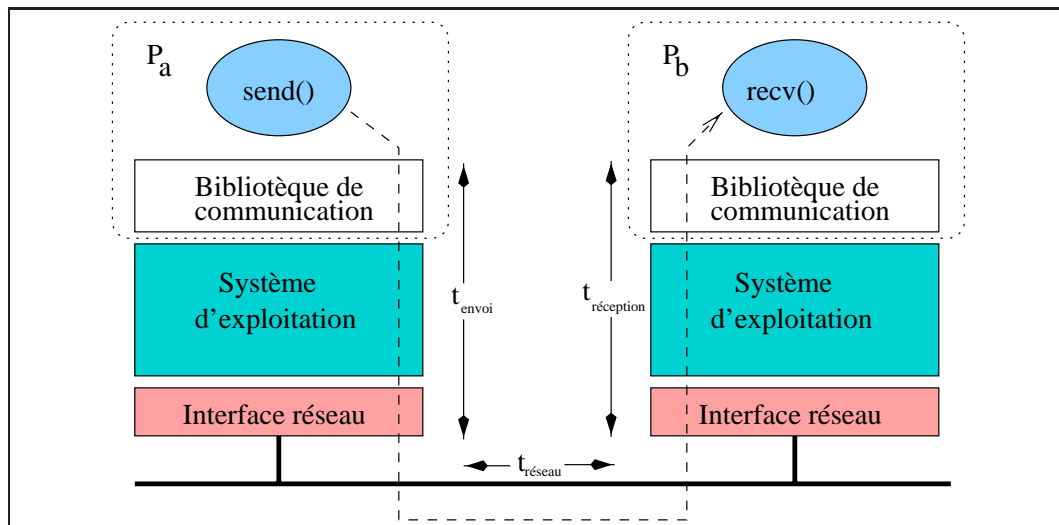 P a
send()
Bibliotèque de
communication
Système
d'exploitation
Interface réseau
t envoi
t réception
t réseau
P b
recv()
Bibliotèque de
communication
Système
d'exploitation
Interface réseau